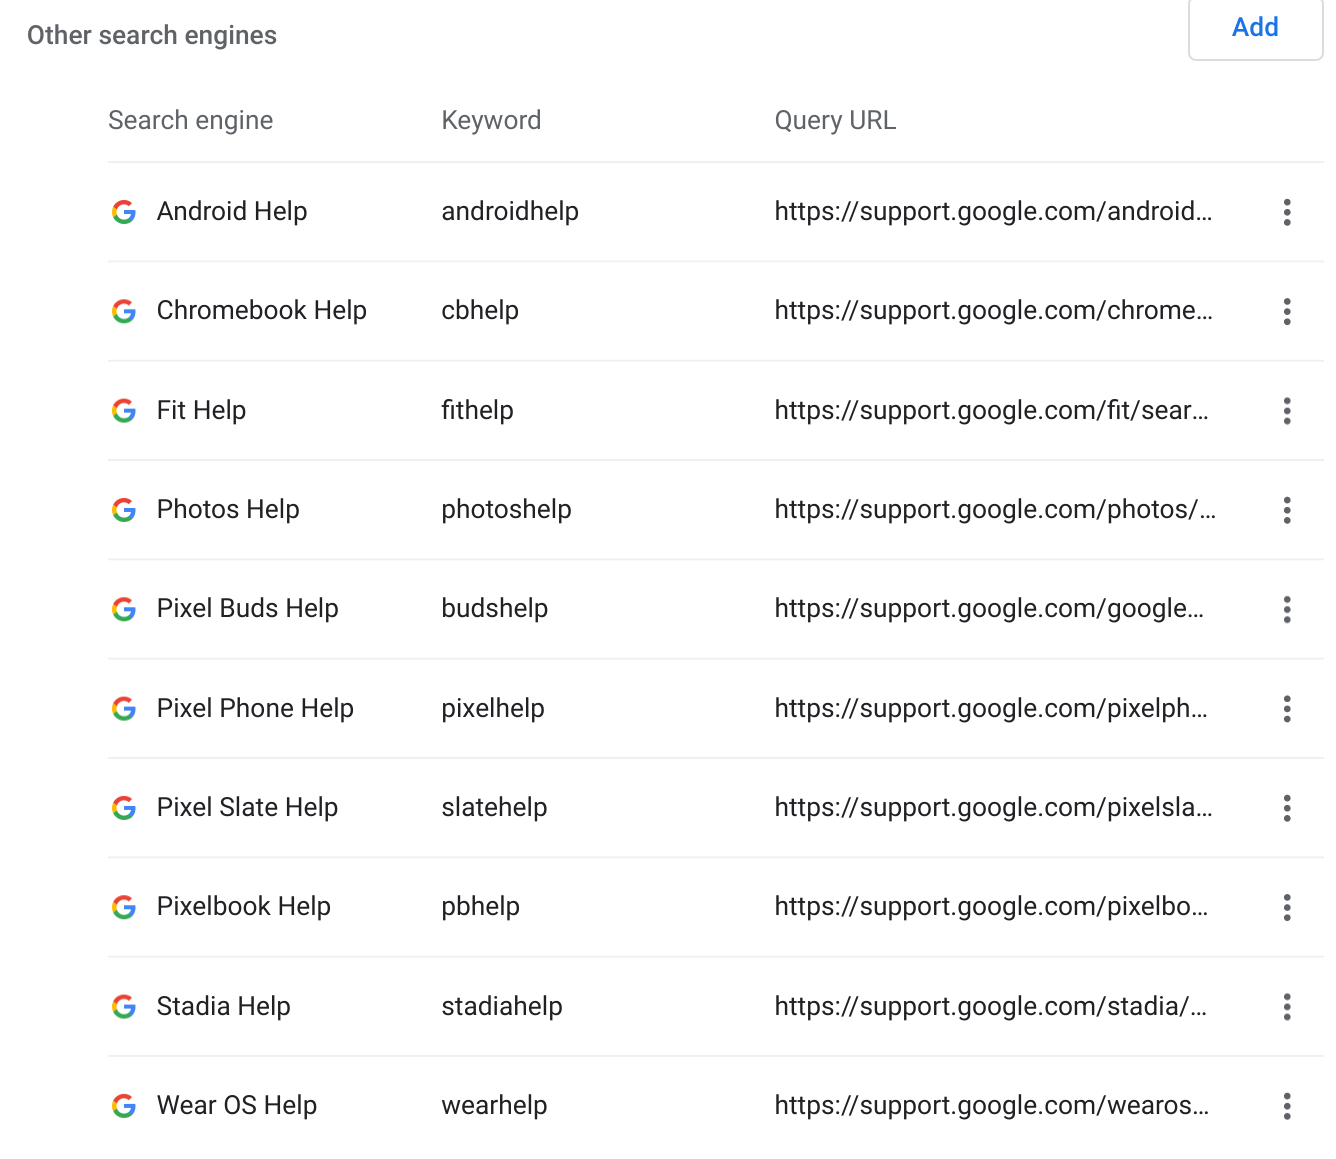 Other search engines
Add
Search engine Keyword Query URL
Android Help androidhelp https://support.google.com/android...
Chromebook Help cbhelp https://support.google.com/chrome...
Fit Help fithelp https://support.google.com/fit/sear...
Photos Help photoshelp https://support.google.com/photos/...
Pixel Buds Help budshelp https://support.google.com/google...
Pixel Phone Help pixelhelp https://support.google.com/pixelph...
Pixel Slate Help slatehelp https://support.google.com/pixelsla...
Pixelbook Help pbhelp https://support.google.com/pixelbo...
Stadia Help stadiahelp https://support.google.com/stadia/...
Wear OS Help wearhelp https://support.google.com/wearos...